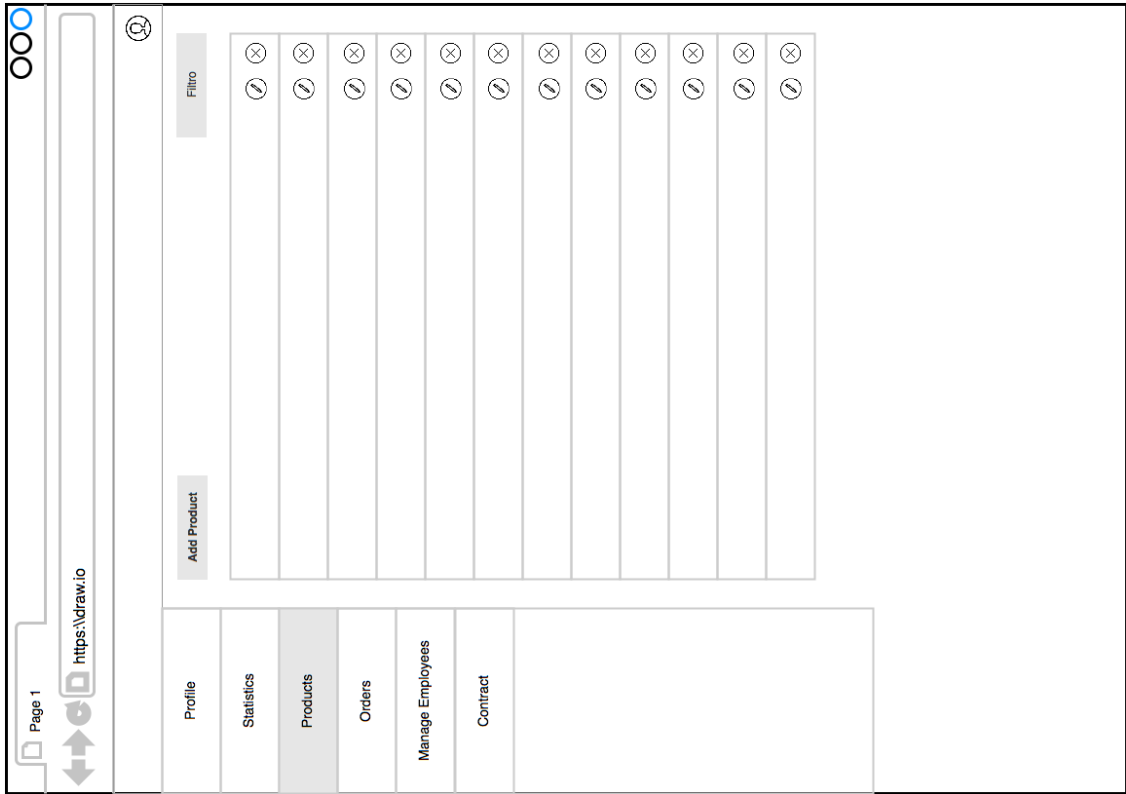 Page 1
https:\\draw.io
Profile
Statistics
Products
Orders
Manage Employees
Contract
Add Product
Filtro